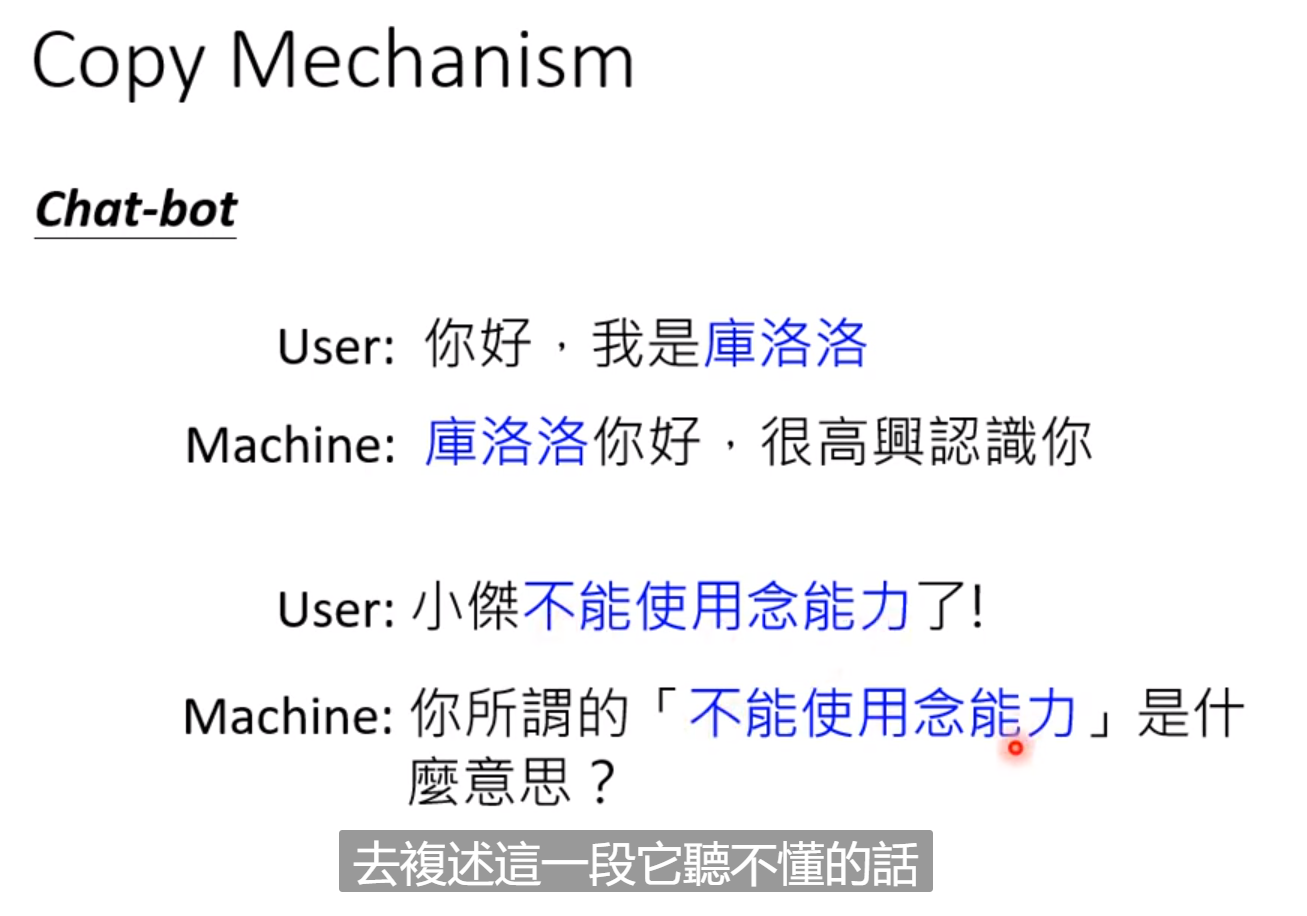 Copy Mechanism
Chat-bot
User: 你好，我是庫洛洛
Machine: 庫洛洛你好，很高興認識你
User: 小傑不能使用念能力了!
Machine: 你所謂的「不能使用念能力」是什
麼意思？
去複述這一段它聽不懂的話